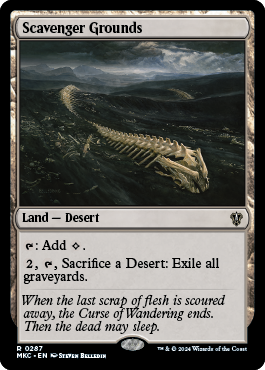 Scavenger Grounds
Land — Desert
: Add .
2, , Sacrifice a Desert: Exile all
graveyards.
When the last scrap of flesh is scoured
away, the Curse of Wandering ends.
Then the dead may sleep.
R 0287
MKC • EN Steven Belledin
™ & © 2024 Wizards of the Coast